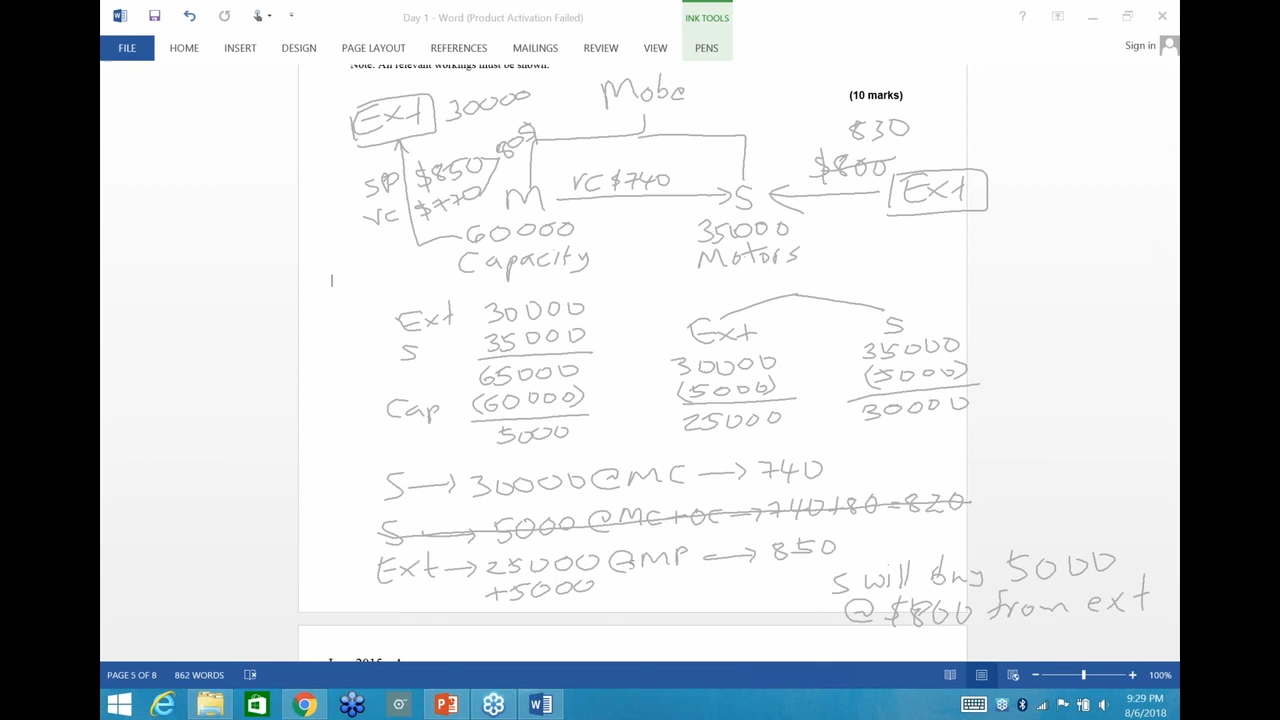 Day 1 - Word (Product Activation Failed)
INK TOOLS
FILE HOME INSERT DESIGN PAGE LAYOUT REFERENCES MAILINGS REVIEW VIEW PENS
Sign in
Note: All relevant workings must be shown.
(10 marks)
Mobe
Ext 30000
830
$800
Ext
SP $850
809
VC $770
M
VC $740
S
60000
Capacity
35000
Motors
Ext 30000
S 35000
65000
Cap (60000)
5000
Ext
30000
(5000)
25000
S
35000
(5000)
30000
S → 30000 @ MC → 740
S → 5000 @ MC + OC → 740+80 = 820
Ext → 25000 @ MP → 850
+5000
S will buy 5000
@ $800 from ext
PAGE 5 OF 8 862 WORDS
100%
9:29 PM
8/6/2018